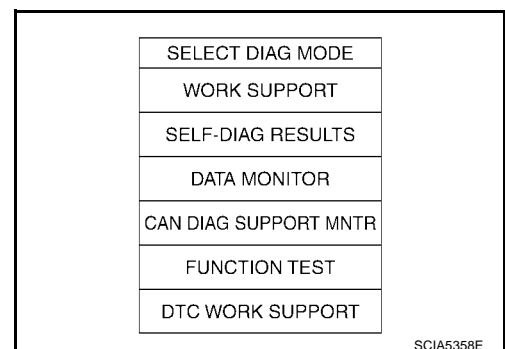 SELECT DIAG MODE
WORK SUPPORT
SELF-DIAG RESULTS
DATA MONITOR
CAN DIAG SUPPORT MNTR
FUNCTION TEST
DTC WORK SUPPORT
SCIA5358E